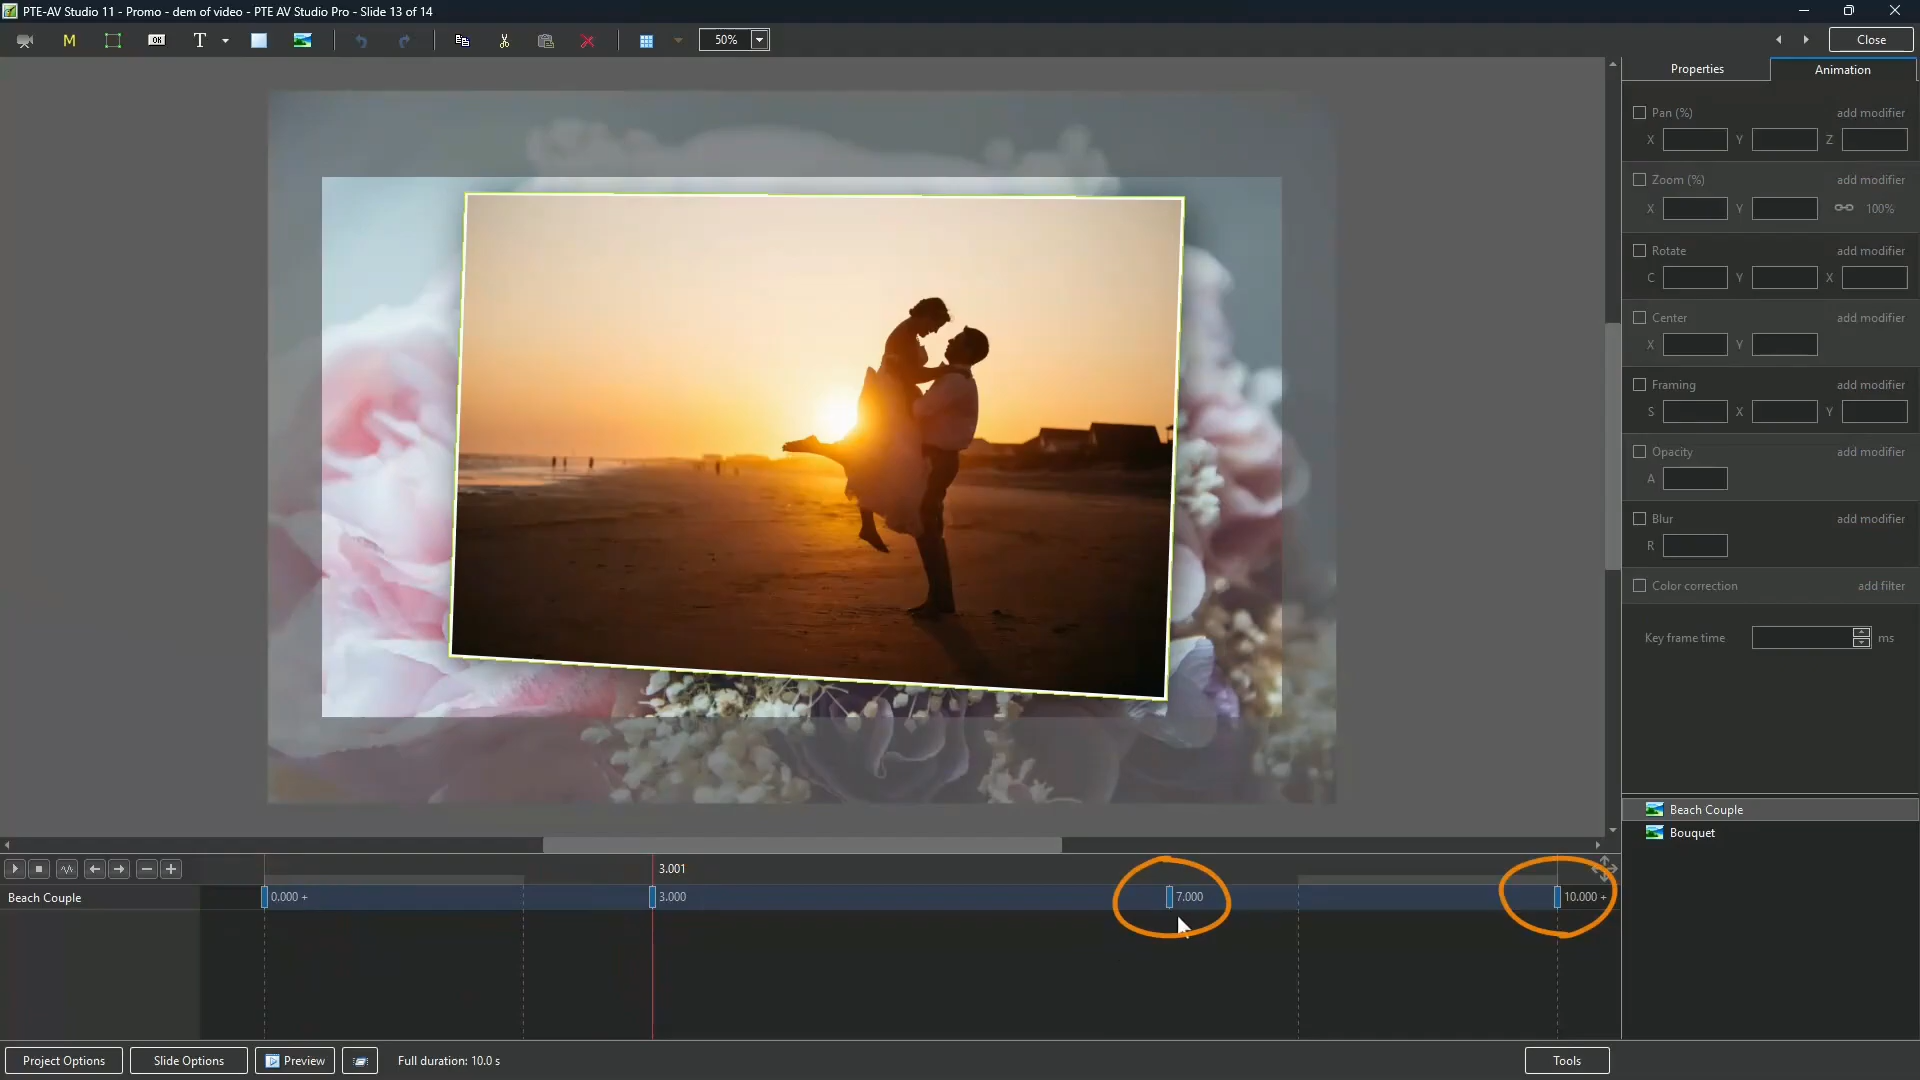 PTE-AV Studio 11 - Promo - dem of video - PTE AV Studio Pro - Slide 13 of 14
M OK T 50% Close
Properties Animation
Pan (%) add modifier
X Y Z
Zoom (%) add modifier
X Y 100%
Rotate add modifier
C Y X
Center add modifier
X Y
Framing add modifier
S X Y
Opacity add modifier
A
Blur add modifier
R
Color correction add filter
Key frame time ms
Beach Couple
Bouquet
3.001
Beach Couple 0.000 + 3.000 7.000 10.000 +
Project Options Slide Options Preview Full duration: 10.0 s Tools